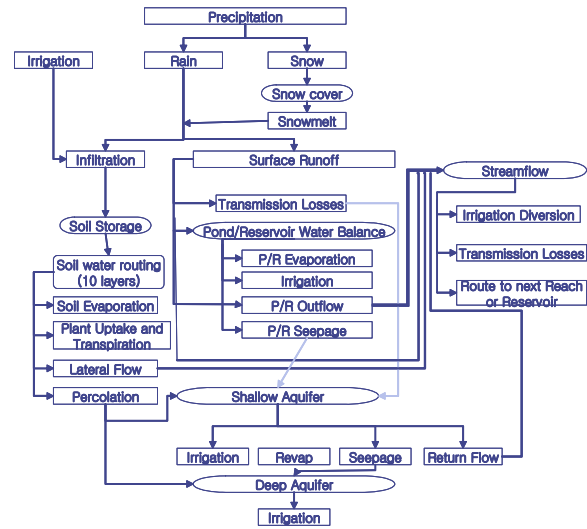 Precipitation
Irrigation
Rain
Snow
Snow cover
Snowmelt
Infiltration
Surface Runoff
Streamflow
Transmission Losses
Soil Storage
Pond/Reservoir Water Balance
Irrigation Diversion
P/R Evaporation
Transmission Losses
Soil water routing
(10 layers)
Irrigation
Route to next Reach
or Reservoir
Soil Evaporation
P/R Outflow
Plant Uptake and
Transpiration
P/R Seepage
Lateral Flow
Percolation
Shallow Aquifer
Irrigation
Revap
Seepage
Return Flow
Deep Aquifer
Irrigation